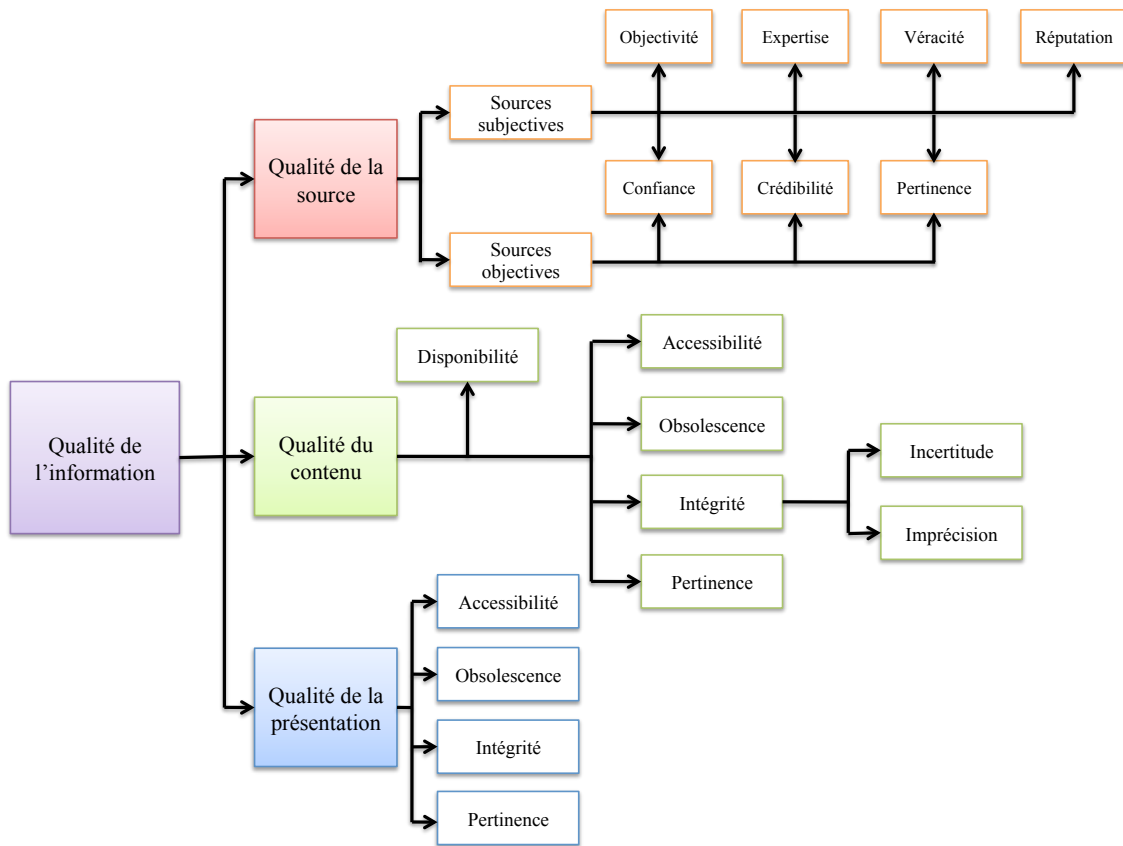 Objectivité
Expertise
Véracité
Réputation
Sources
subjectives
Qualité de la
source
Confiance
Crédibilité
Pertinence
Sources
objectives
Disponibilité
Accessibilité
Obsolescence
Qualité de
l’information
Qualité du
contenu
Incertitude
Intégrité
Imprécision
Pertinence
Accessibilité
Obsolescence
Qualité de la
présentation
Intégrité
Pertinence